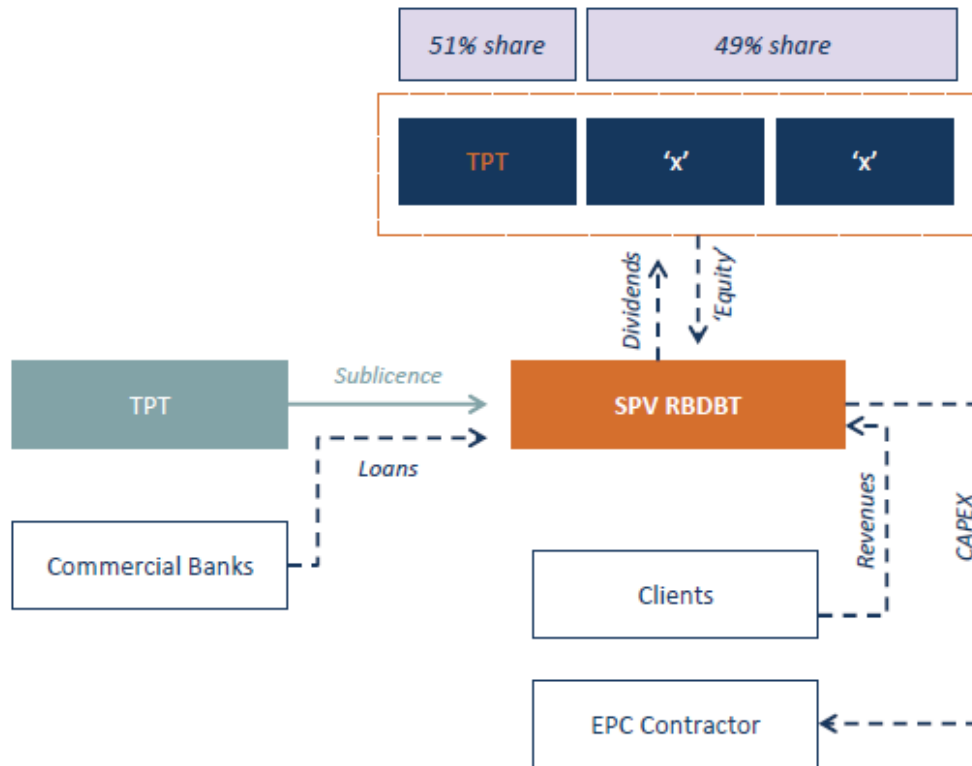 51% share
49% share
TPT
‘x’
‘x’
Dividends
‘Equity’
TPT
Sublicence
SPV RBDBT
Loans
Commercial Banks
Revenues
CAPEX
Clients
EPC Contractor